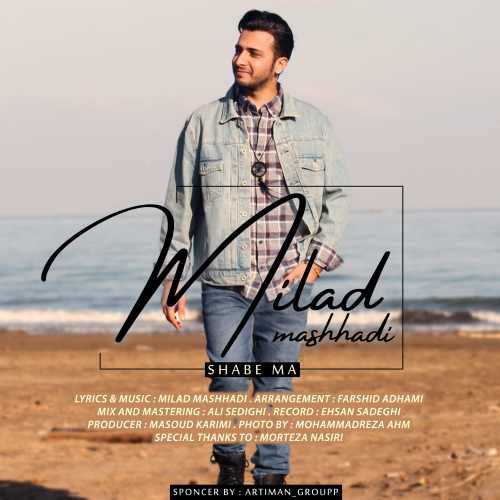 Milad
mashhadi
SHABE MA
LYRICS & MUSIC : MILAD MASHHADI . ARRANGEMENT : FARSHID ADHAMI
MIX AND MASTERING : ALI SEDIGHI . RECORD : EHSAN SADEGHI
PRODUCER : MASOUD KARIMI . PHOTO BY : MOHAMMADREZA AHM
SPECIAL THANKS TO : MORTEZA NASIRI
SPONCER BY : ARTIMAN_GROUPP